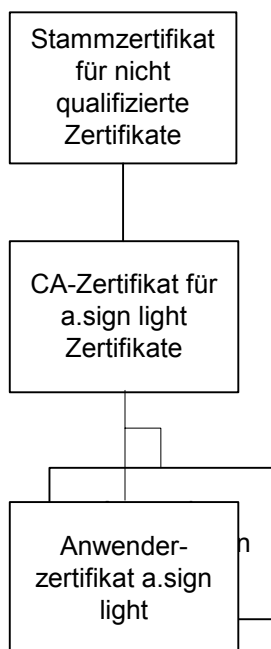 Stammzertifikat
für nicht
qualifizierte
Zertifikate
CA-Zertifikat für
a.sign light
Zertifikate
Anwender-
zertifikat a.sign
light